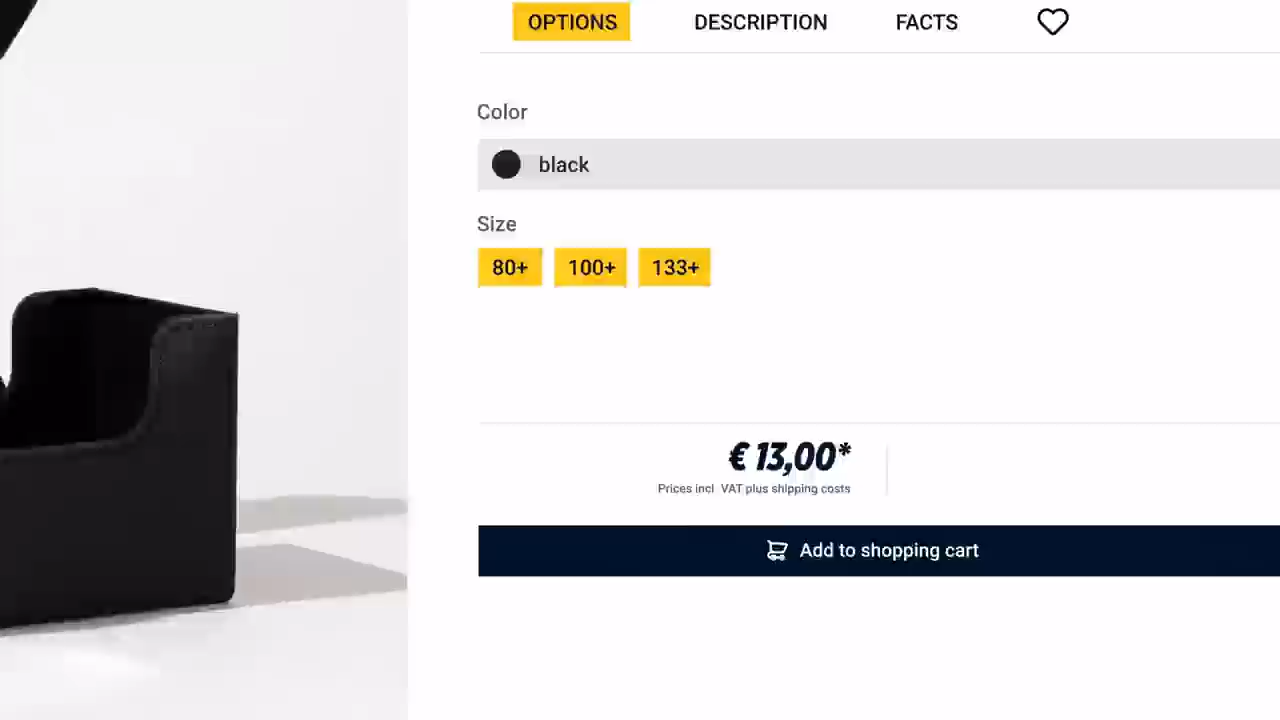 OPTIONS DESCRIPTION FACTS
Color
black
Size
80+ 100+ 133+
€ 13,00*
Prices incl. VAT plus shipping costs
Add to shopping cart